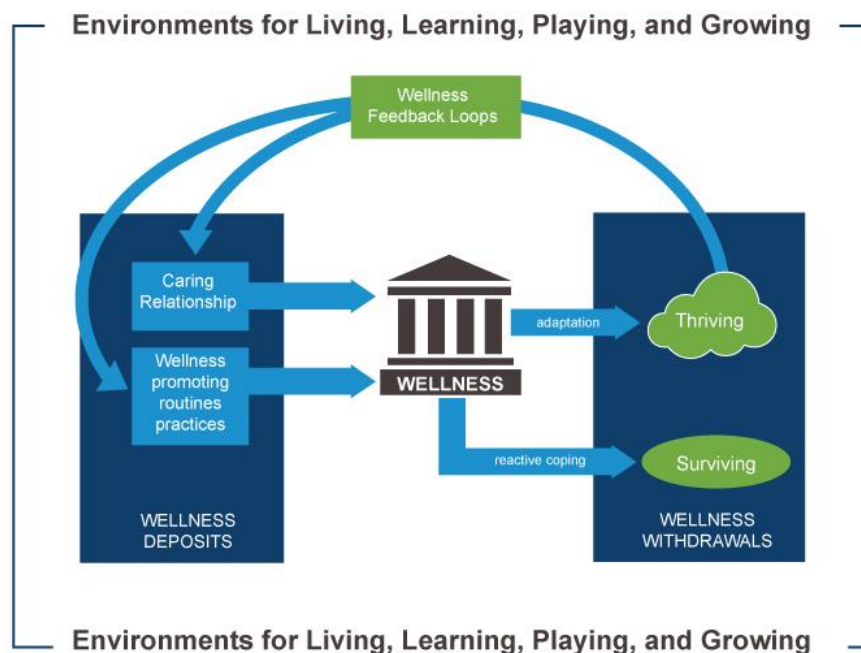 Environments for Living, Learning, Playing, and Growing
Wellness
Feedback Loops
Caring
Relationship
Wellness
promoting
routines
practices
WELLNESS
DEPOSITS
WELLNESS
adaptation
reactive coping
Thriving
Surviving
WELLNESS
WITHDRAWALS
Environments for Living, Learning, Playing, and Growing